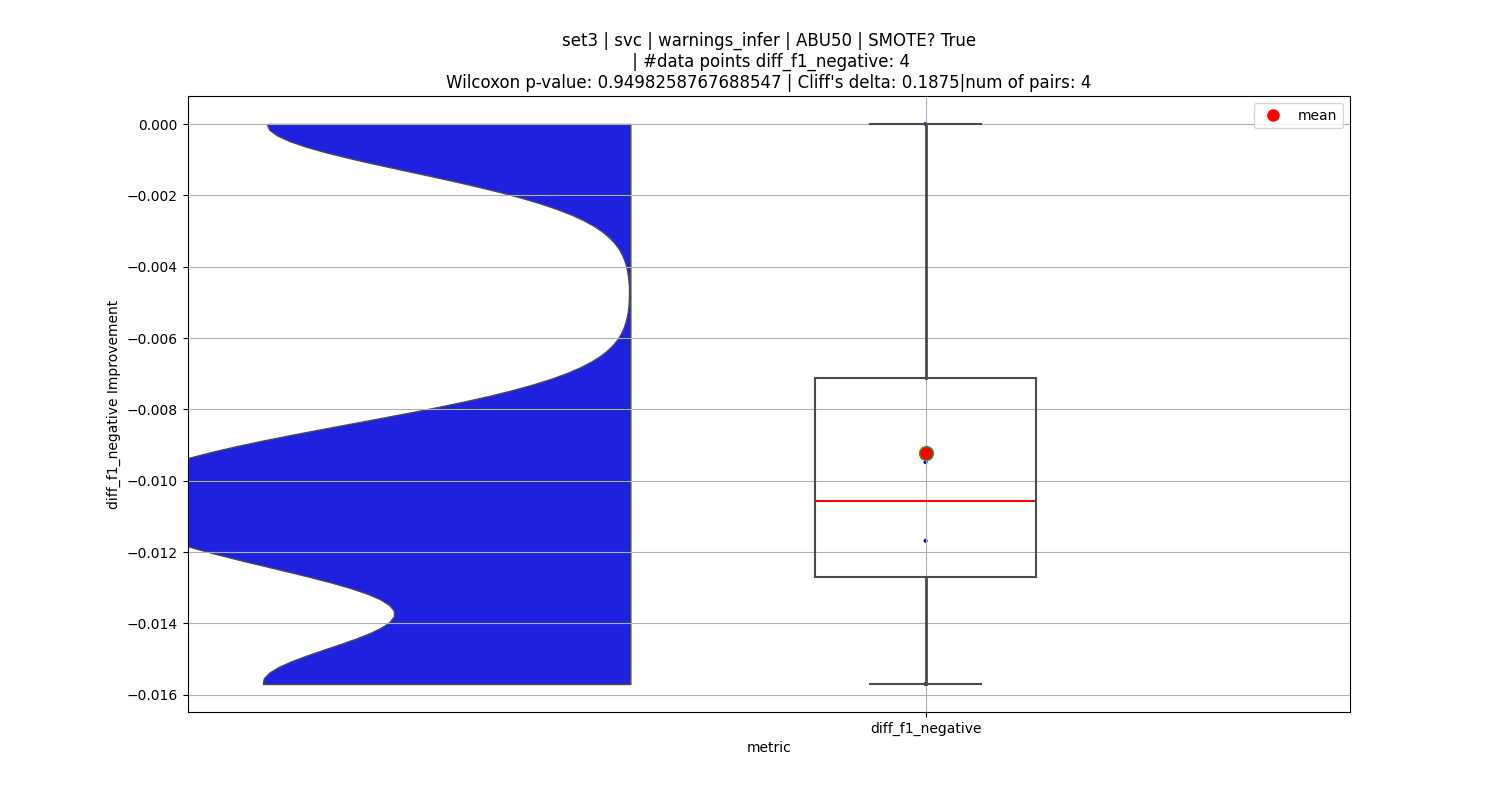 set3 | svc | warnings_infer | ABU50 | SMOTE? True
| #data points diff_f1_negative: 4
Wilcoxon p-value: 0.9498258767688547 | Cliff's delta: 0.1875|num of pairs: 4
mean
0.000
−0.002
−0.004
−0.006
−0.008
−0.010
−0.012
−0.014
−0.016
diff_f1_negative Improvement
diff_f1_negative
metric